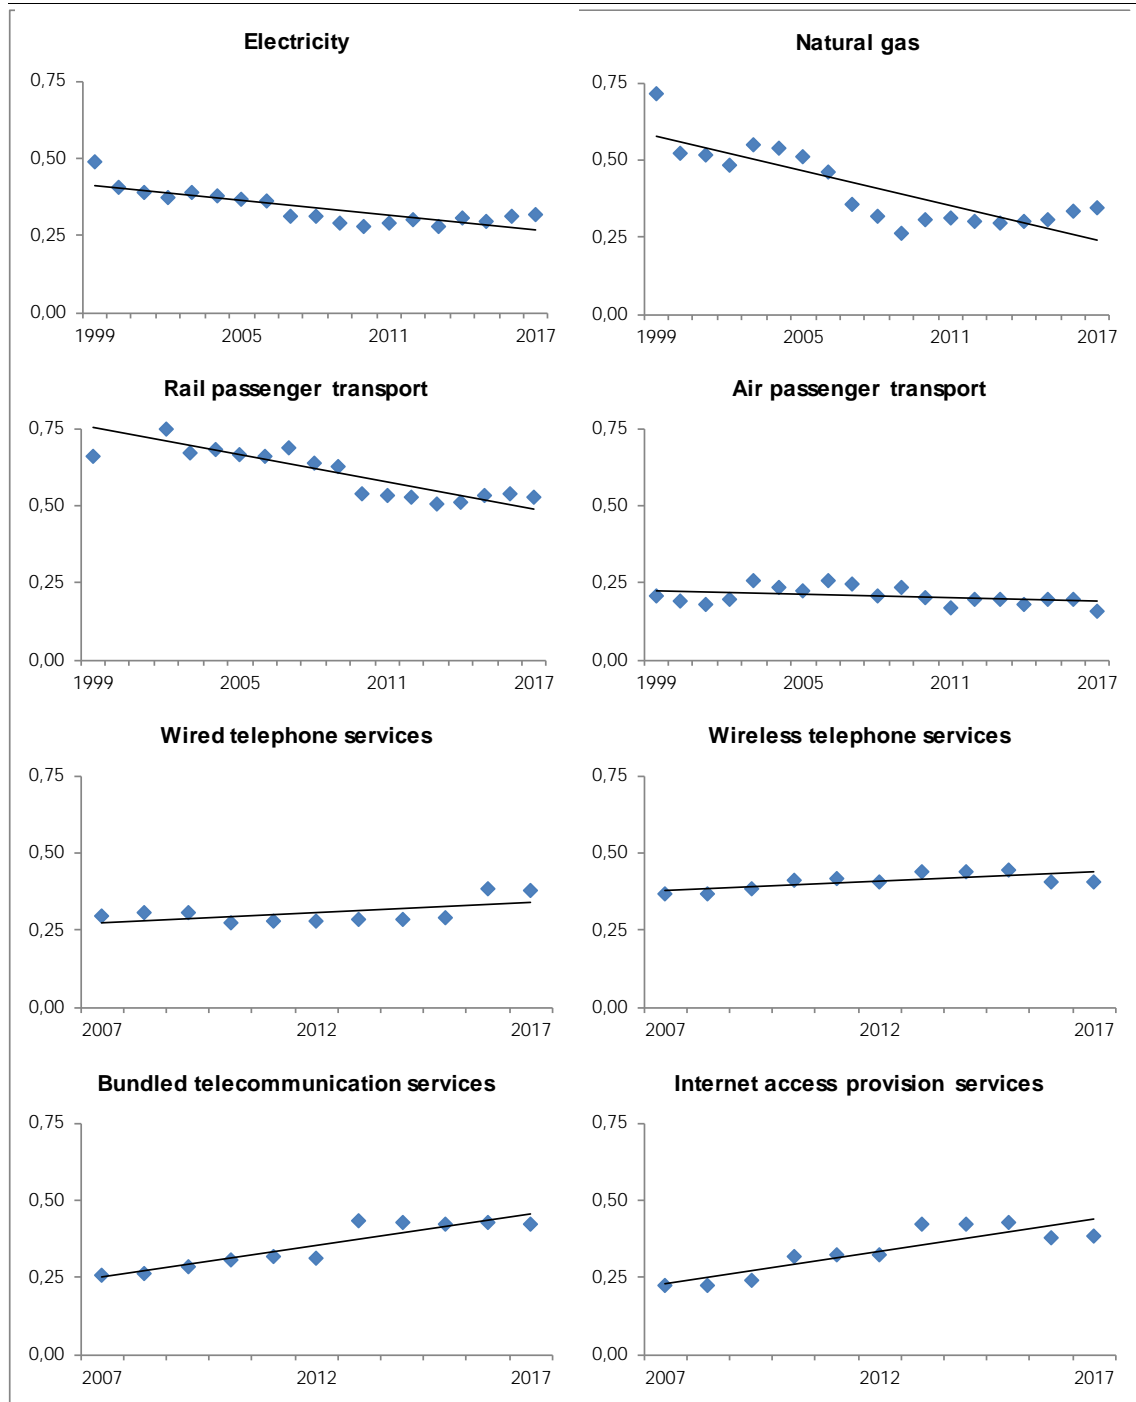 Electricity
0,75
0,50
0,25
0,00
1999 2005 2011 2017
Natural gas
0,75
0,50
0,25
0,00
1999 2005 2011 2017
Rail passenger transport
0,75
0,50
0,25
0,00
1999 2005 2011 2017
Air passenger transport
0,75
0,50
0,25
0,00
1999 2005 2011 2017
Wired telephone services
0,75
0,50
0,25
0,00
2007 2012 2017
Wireless telephone services
0,75
0,50
0,25
0,00
2007 2012 2017
Bundled telecommunication services
0,75
0,50
0,25
0,00
2007 2012 2017
Internet access provision services
0,75
0,50
0,25
0,00
2007 2012 2017